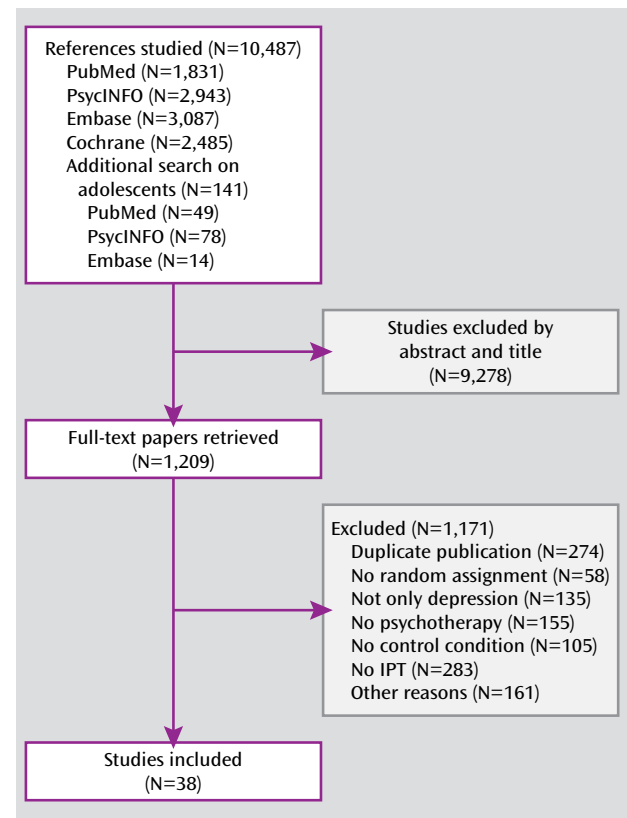 References studied (N=10,487)
PubMed (N=1,831)
PsycINFO (N=2,943)
Embase (N=3,087)
Cochrane (N=2,485)
Additional search on
adolescents (N=141)
PubMed (N=49)
PsycINFO (N=78)
Embase (N=14)
Studies excluded by
abstract and title
(N=9,278)
Full-text papers retrieved
(N=1,209)
Excluded (N=1,171)
Duplicate publication (N=274)
No random assignment (N=58)
Not only depression (N=135)
No psychotherapy (N=155)
No control condition (N=105)
No IPT (N=283)
Other reasons (N=161)
Studies included
(N=38)